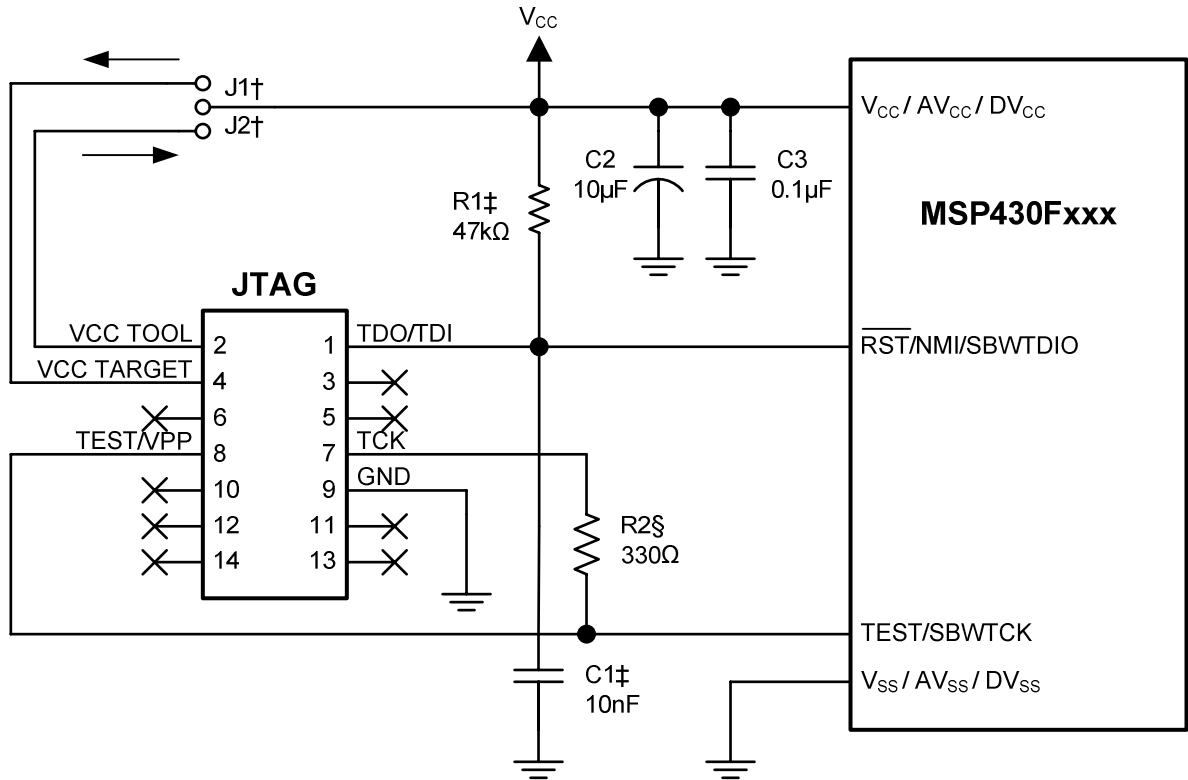 VCC
J1†
J2†
VCC / AVCC / DVCC
C2
10µF
C3
0.1µF
R1‡
47kΩ
MSP430Fxxx
JTAG
VCC TOOL 2 1 TDO/TDI
RST/NMI/SBWTDIO
VCC TARGET 4 3
6 5
TEST/VPP 8 7 TCK
10 9 GND
12 11
14 13
R2§
330Ω
TEST/SBWTCK
C1‡
10nF
VSS / AVSS / DVSS